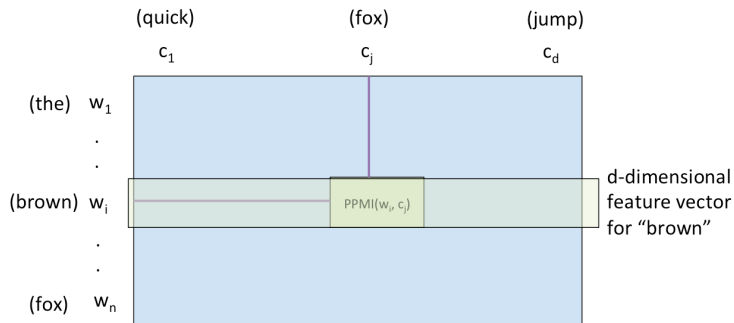 (quick) (fox) (jump)
c1 cj cd
(the) w1
.
.
(brown) wi PPMI(wi, cj) d-dimensional
feature vector
for “brown”
.
.
(fox) wn